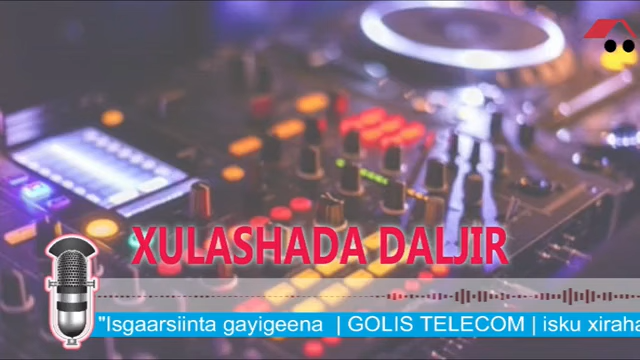 XULASHADA DALJIR
"Isgaarsiinta gayigeena | GOLIS TELECOM | isku xiraha